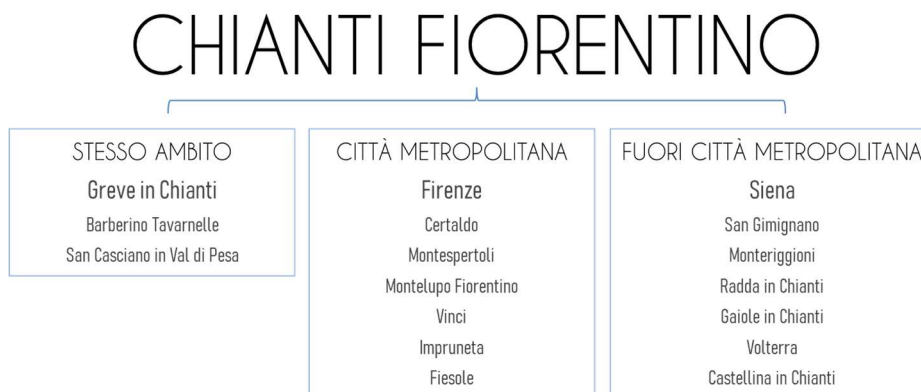 CHIANTI FIORENTINO
STESSO AMBITO
Greve in Chianti
Barberino Tavarnelle
San Casciano in Val di Pesa
CITTÀ METROPOLITANA
Firenze
Certaldo
Montespertoli
Montelupo Fiorentino
Vinci
Impruneta
Fiesole
FUORI CITTÀ METROPOLITANA
Siena
San Gimignano
Monteriggioni
Radda in Chianti
Gaiole in Chianti
Volterra
Castellina in Chianti